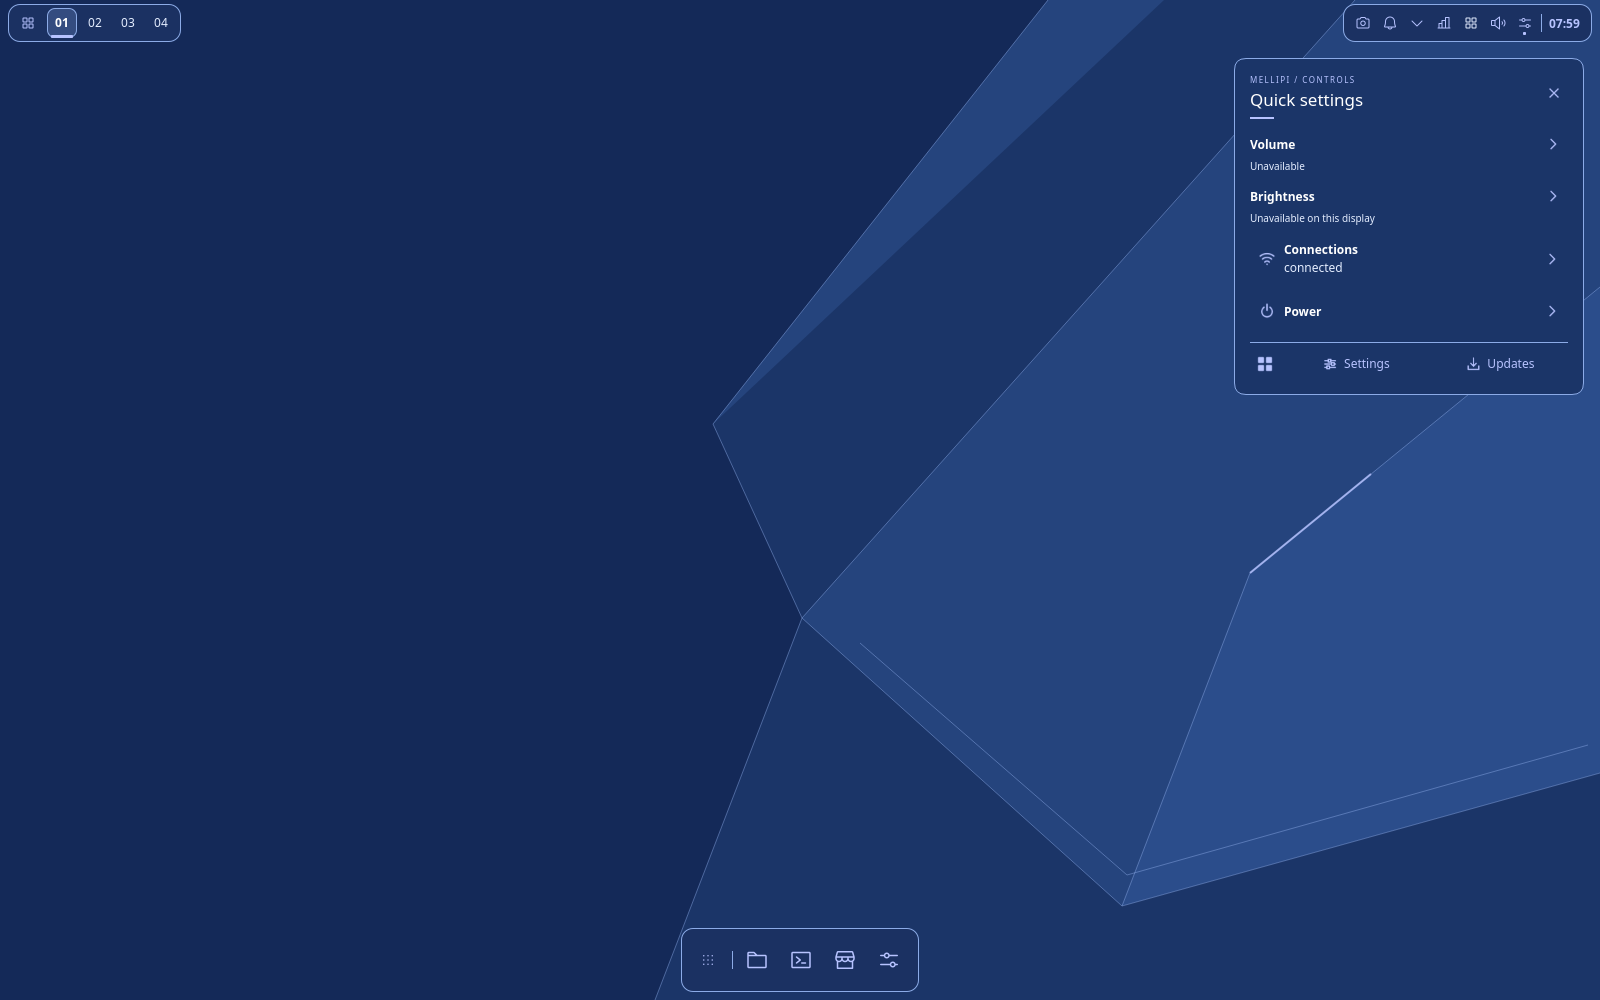 01 02 03 04
07:59
MELLIPI / CONTROLS
Quick settings
Volume
Unavailable
Brightness
Unavailable on this display
Connections
connected
Power
Settings
Updates